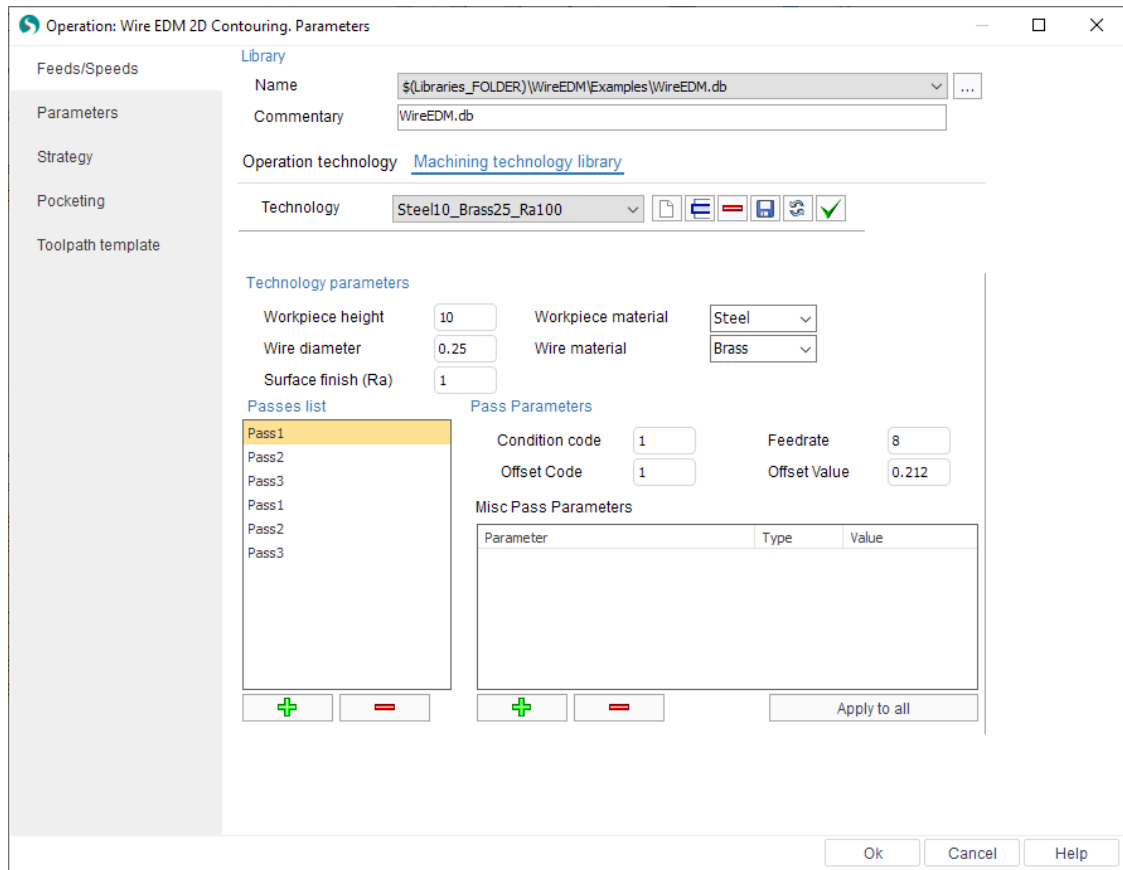 Operation: Wire EDM 2D Contouring. Parameters
Feeds/Speeds
Parameters
Strategy
Pocketing
Toolpath template
Library
Name $(Libraries_FOLDER)\WireEDM\Examples\WireEDM.db ...
Commentary WireEDM.db
Operation technology Machining technology library
Technology Steel10_Brass25_Ra100
Technology parameters
Workpiece height 10 Workpiece material Steel
Wire diameter 0.25 Wire material Brass
Surface finish (Ra) 1
Passes list Pass Parameters
Pass1
Pass2
Pass3
Pass1
Pass2
Pass3
Condition code 1 Feedrate 8
Offset Code 1 Offset Value 0.212
Misc Pass Parameters
Parameter Type Value
Apply to all
Ok Cancel Help